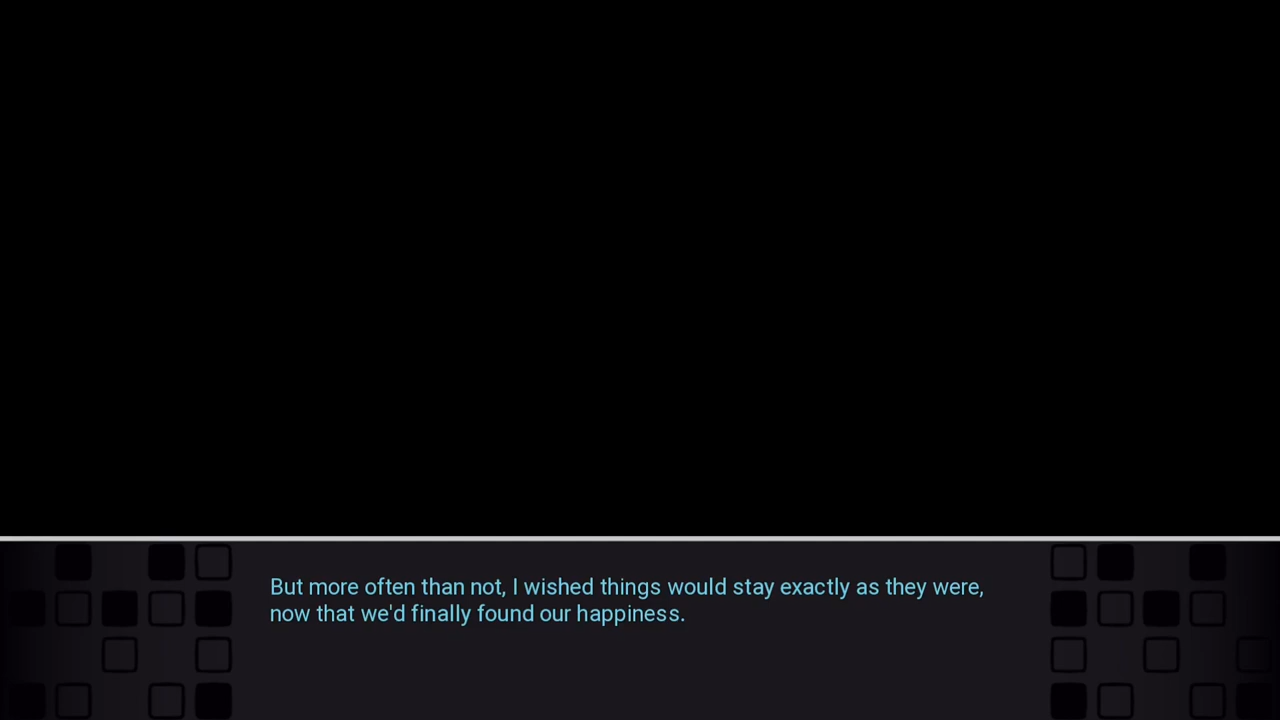 But more often than not, I wished things would stay exactly as they were,
now that we'd finally found our happiness.